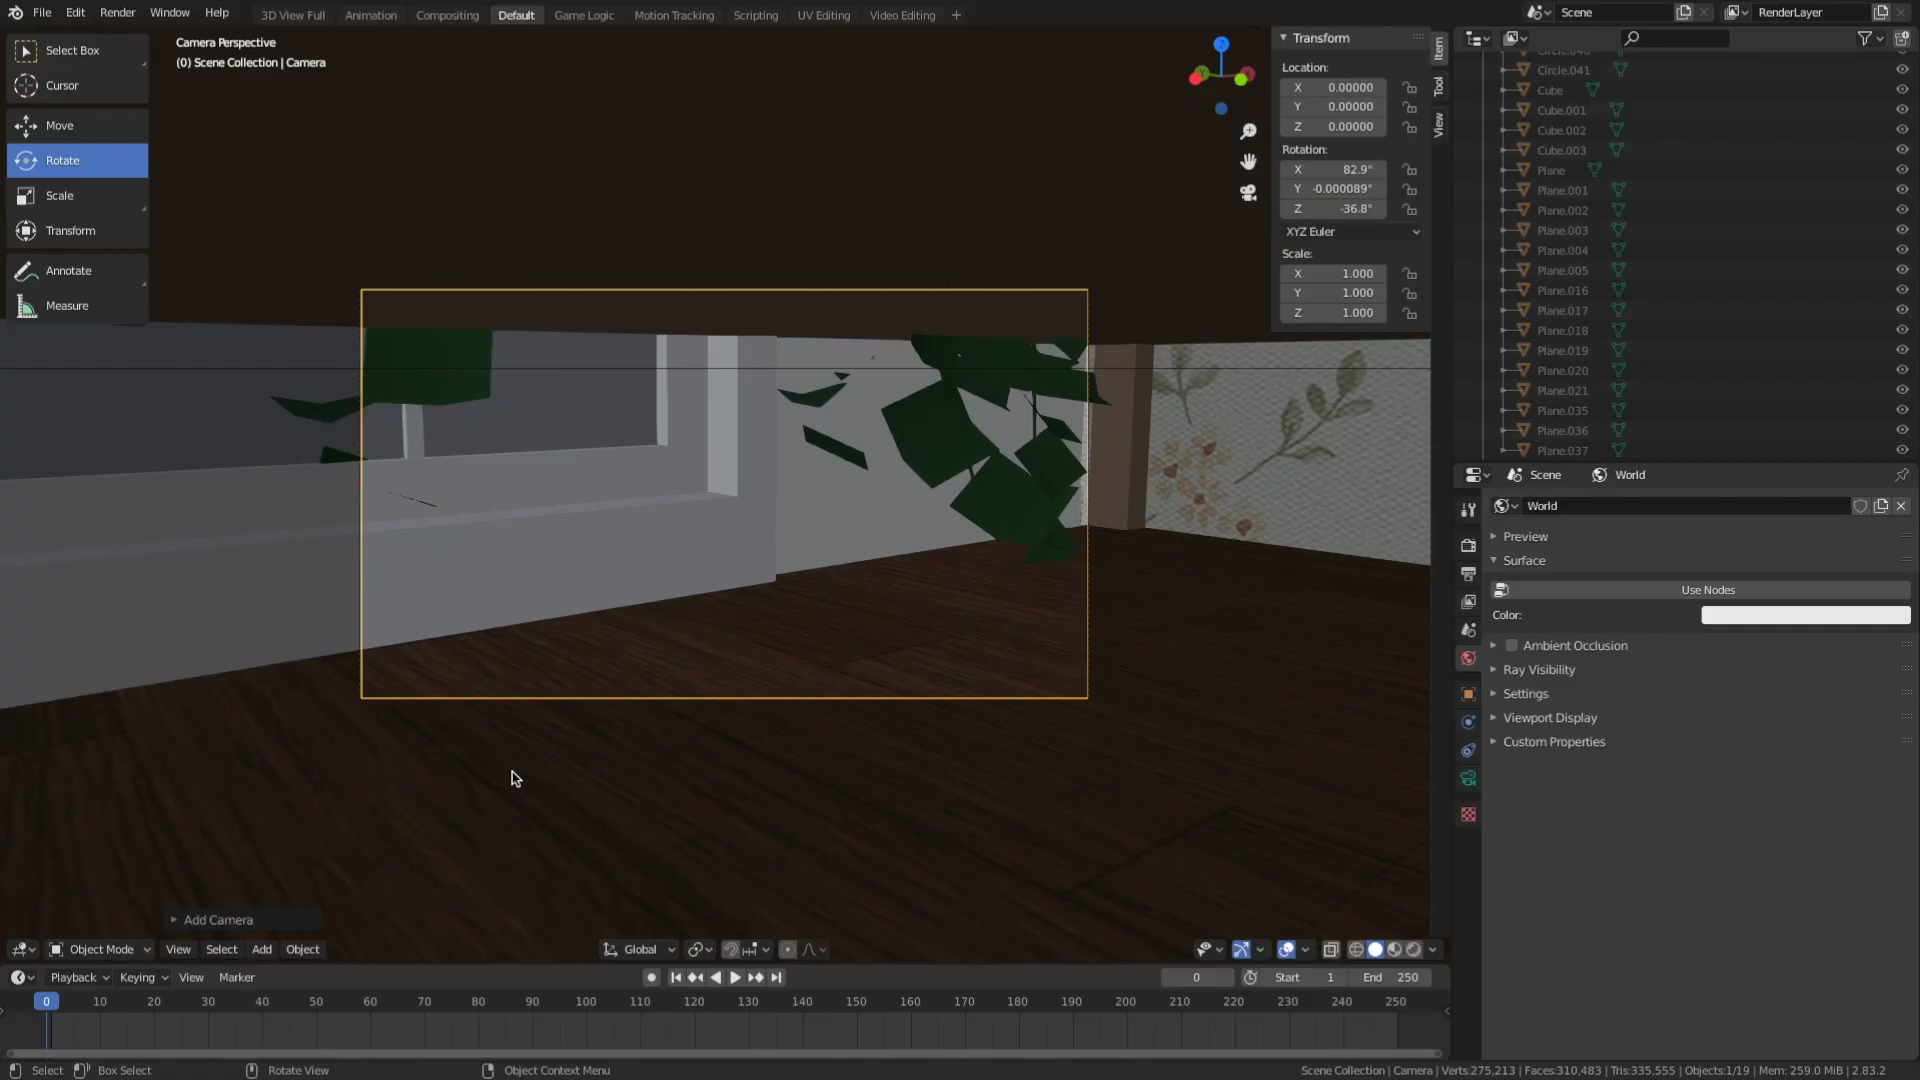 File Edit Render Window Help 3D View Full Animation Compositing Default Game Logic Motion Tracking Scripting UV Editing Video Editing + Scene RenderLayer
Select Box
Cursor
Move
Rotate
Scale
Transform
Annotate
Measure
Camera Perspective
(0) Scene Collection | Camera
Z
Transform
Location:
X 0.00000
Y 0.00000
Z 0.00000
Rotation:
X 82.9°
Y -0.000089°
Z -36.8°
XYZ Euler
Scale:
X 1.000
Y 1.000
Z 1.000
Item
Tool
View
Circle.040
Circle.041
Cube
Cube.001
Cube.002
Cube.003
Plane
Plane.001
Plane.002
Plane.003
Plane.004
Plane.005
Plane.016
Plane.017
Plane.018
Plane.019
Plane.020
Plane.021
Plane.035
Plane.036
Plane.037
Scene World
World
Preview
Surface
Use Nodes
Color:
Ambient Occlusion
Ray Visibility
Settings
Viewport Display
Custom Properties
Add Camera
Object Mode View Select Add Object Global
Playback Keying View Marker 0 Start 1 End 250
0 10 20 30 40 50 60 70 80 90 100 110 120 130 140 150 160 170 180 190 200 210 220 230 240 250
Select Box Select Rotate View Object Context Menu Scene Collection | Camera | Verts:275,213 | Faces:310,483 | Tris:335,555 | Objects:1/19 | Mem: 259.0 MiB | 2.83.2